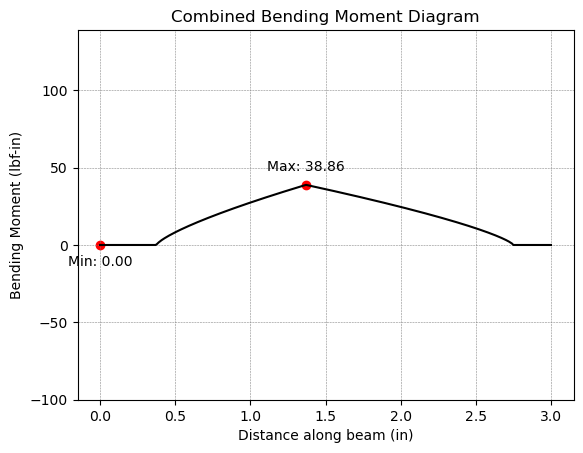 Combined Bending Moment Diagram
100
50
0
−50
−100
Bending Moment (lbf-in)
Max: 38.86
Min: 0.00
0.0 0.5 1.0 1.5 2.0 2.5 3.0
Distance along beam (in)